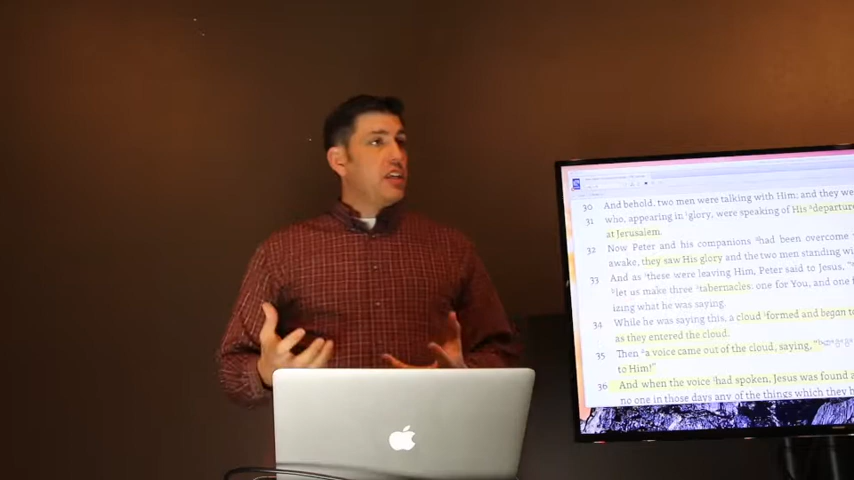 30 And behold, two men were talking with Him; and they we
31 who, appearing in glory, were speaking of His departure
at Jerusalem.
32 Now Peter and his companions had been overcome
awake, they saw His glory and the two men standing wi
33 And as these were leaving Him, Peter said to Jesus, "
let us make three tabernacles: one for You, and one f
izing what he was saying.
34 While he was saying this, a cloud formed and began to
as they entered the cloud.
35 Then a voice came out of the cloud, saying, "
to Him!"
36 And when the voice had spoken, Jesus was found a
no one in those days any of the things which they h